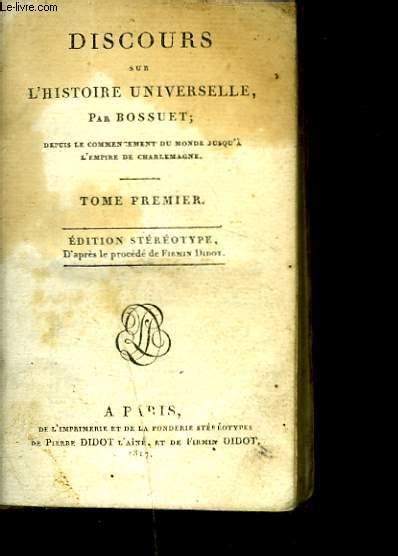 Le-livre.com
DISCOURS
SUR
L'HISTOIRE UNIVERSELLE,
PAR BOSSUET;
DEPUIS LE COMMENCEMENT DU MONDE JUSQU'À
L'EMPIRE DE CHARLEMAGNE.
TOME PREMIER.
ÉDITION STÉRÉOTYPE,
D'après le procédé de FIRMIN DIDOT.
A PARIS,
DE L'IMPRIMERIE ET DE LA FONDERIE STÉRÉOTYPES
DE PIERRE DIDOT L'AÎNÉ, ET DE FIRMIN DIDOT.
1817.